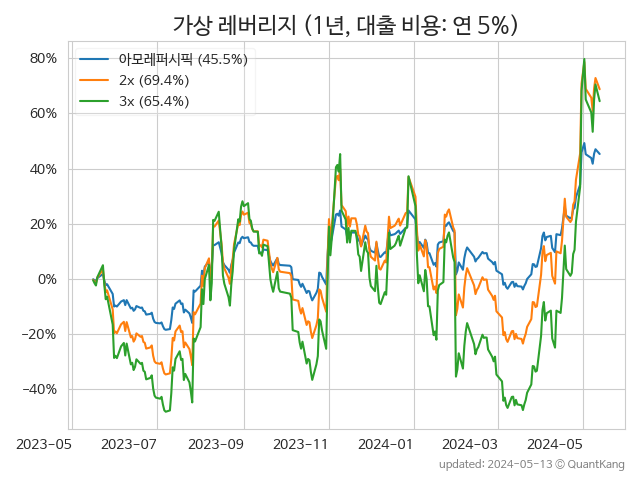 가상 레버리지 (1년, 대출 비용: 연 5%)
아모레퍼시픽 (45.5%)
2x (69.4%)
3x (65.4%)
80%
60%
40%
20%
0%
−20%
−40%
2023-05 2023-07 2023-09 2023-11 2024-01 2024-03 2024-05
updated: 2024-05-13 ⓒ QuantKang